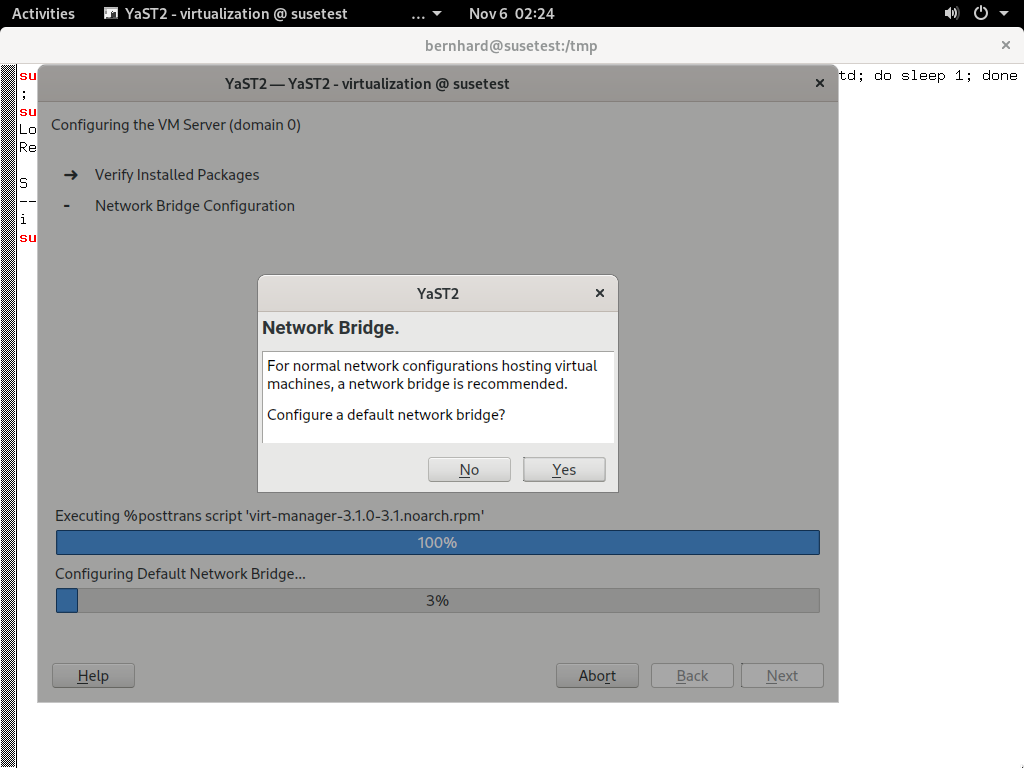 Activities
YaST2 - virtualization @ susetest
...
Nov 6 02:24
bernhard@susetest:/tmp
td; do sleep 1; done
;
su
su
Lo
Re
S
--
i
su
YaST2 — YaST2 - virtualization @ susetest
Configuring the VM Server (domain 0)
Verify Installed Packages
- Network Bridge Configuration
YaST2
Network Bridge.
For normal network configurations hosting virtual
machines, a network bridge is recommended.
Configure a default network bridge?
No
Yes
Executing %posttrans script 'virt-manager-3.1.0-3.1.noarch.rpm'
100%
Configuring Default Network Bridge...
3%
Help
Abort
Back
Next